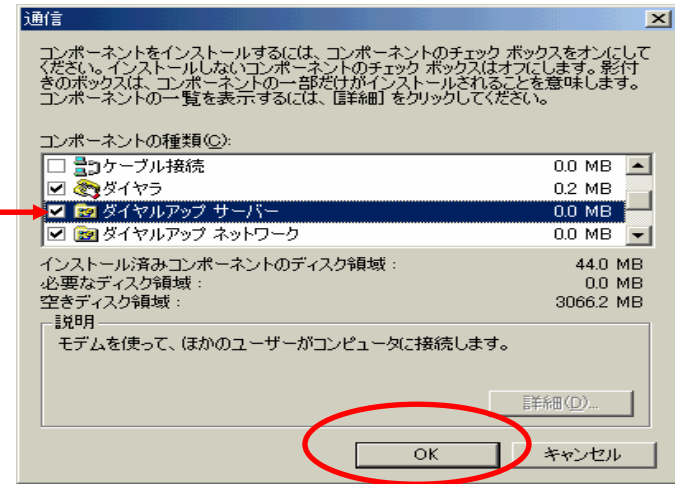 通信
コンポーネントをインストールするには、コンポーネントのチェック ボックスをオンにして
ください。インストールしないコンポーネントのチェック ボックスはオフにします。影付
きのボックスは、コンポーネントの一部だけがインストールされることを意味します。
コンポーネントの一覧を表示するには、[詳細] をクリックしてください。
コンポーネントの種類(C):
ケーブル接続 0.0 MB
ダイヤラ 0.2 MB
ダイヤルアップ サーバー 0.0 MB
ダイヤルアップ ネットワーク 0.0 MB
インストール済みコンポーネントのディスク領域 : 44.0 MB
必要なディスク領域 : 0.0 MB
空きディスク領域 : 3066.2 MB
説明
モデムを使って、ほかのユーザーがコンピュータに接続します。
詳細(D)...
OK キャンセル